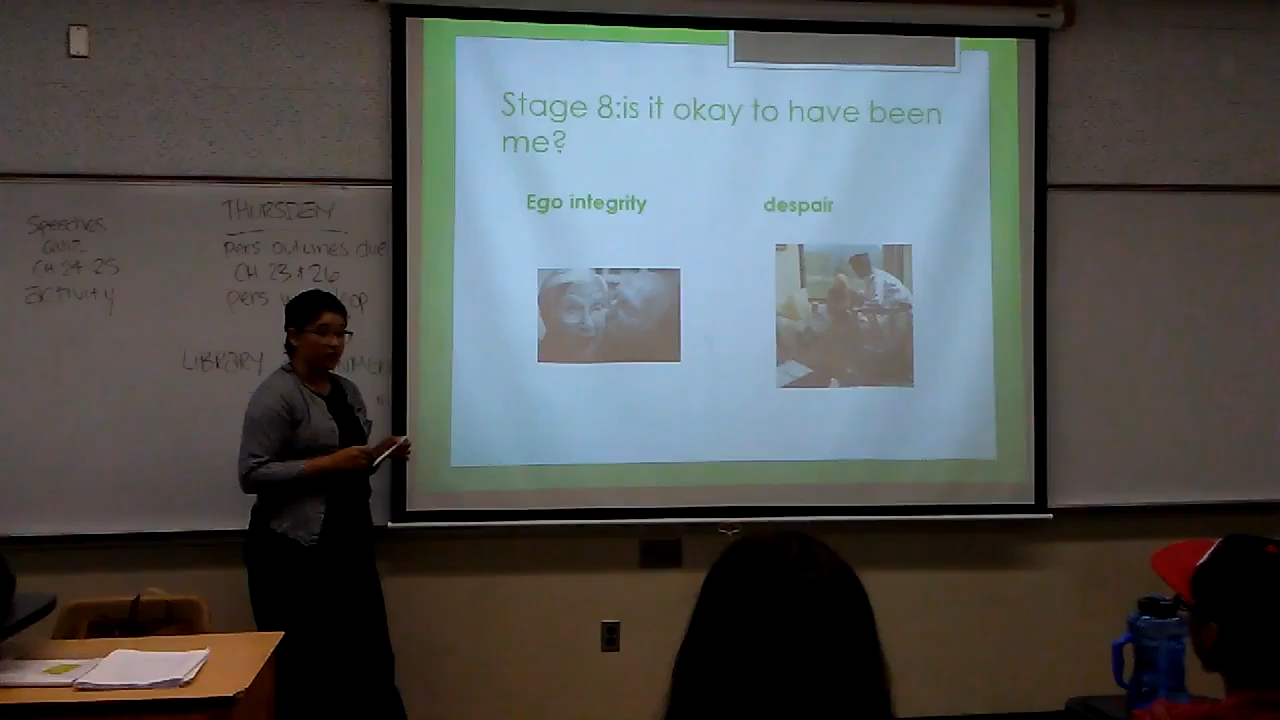 Stage 8:is it okay to have been
me?
Ego integrity
despair
Speeches
QUIZ
CH 24-25
Activity
THURSDAY
pers outlines due
CH 23 + 26
pers
LIBRARY